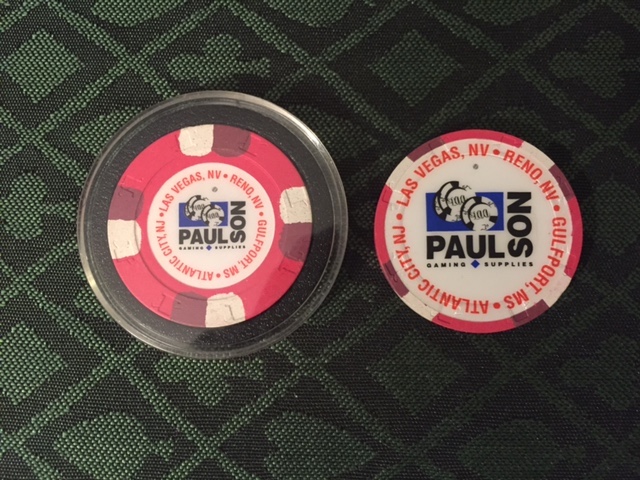 LAS VEGAS, NV • RENO, NV • GULFPORT, MS • ATLANTIC CITY, NJ •
PAULSON
GAMING SUPPLIES
LAS VEGAS, NV • RENO, NV • GULFPORT, MS • ATLANTIC CITY, NJ •
100
PAULSON
GAMING SUPPLIES